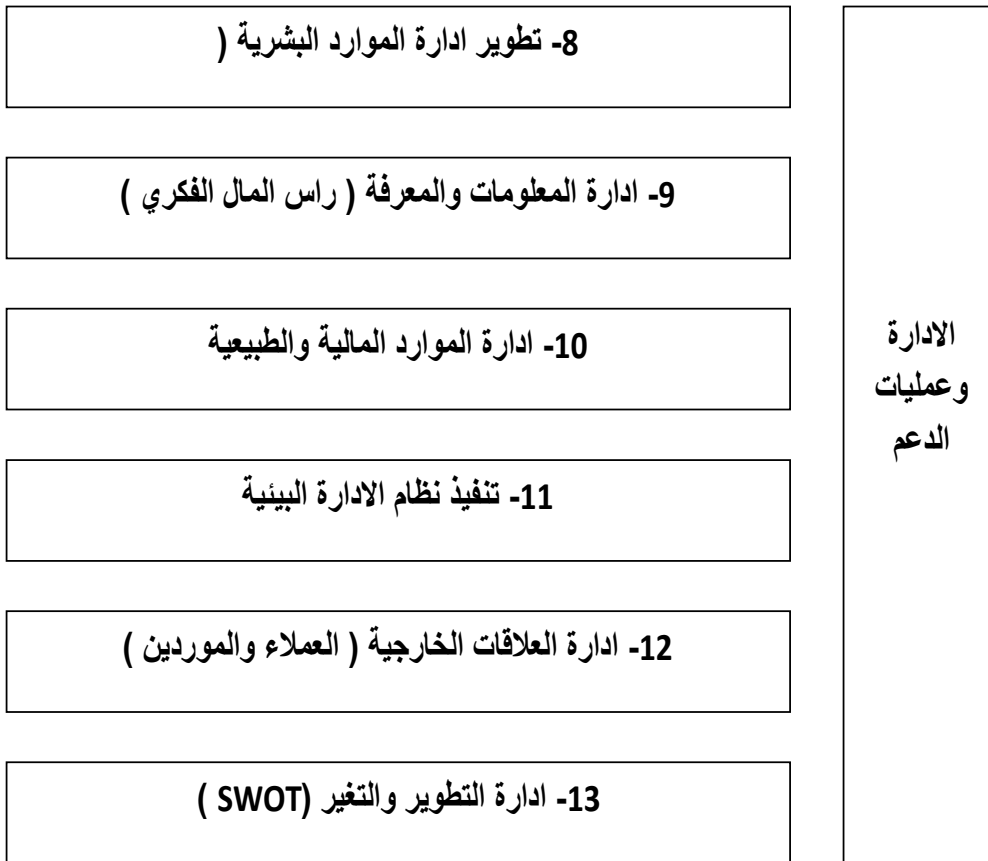 8- تطوير ادارة الموارد البشرية (
9- ادارة المعلومات والمعرفة ( راس المال الفكري )
10- ادارة الموارد المالية والطبيعية
11- تنفيذ نظام الادارة البيئية
12- ادارة العلاقات الخارجية ( العملاء والموردين )
13- ادارة التطوير والتغير (SWOT )
الادارة
وعمليات
الدعم